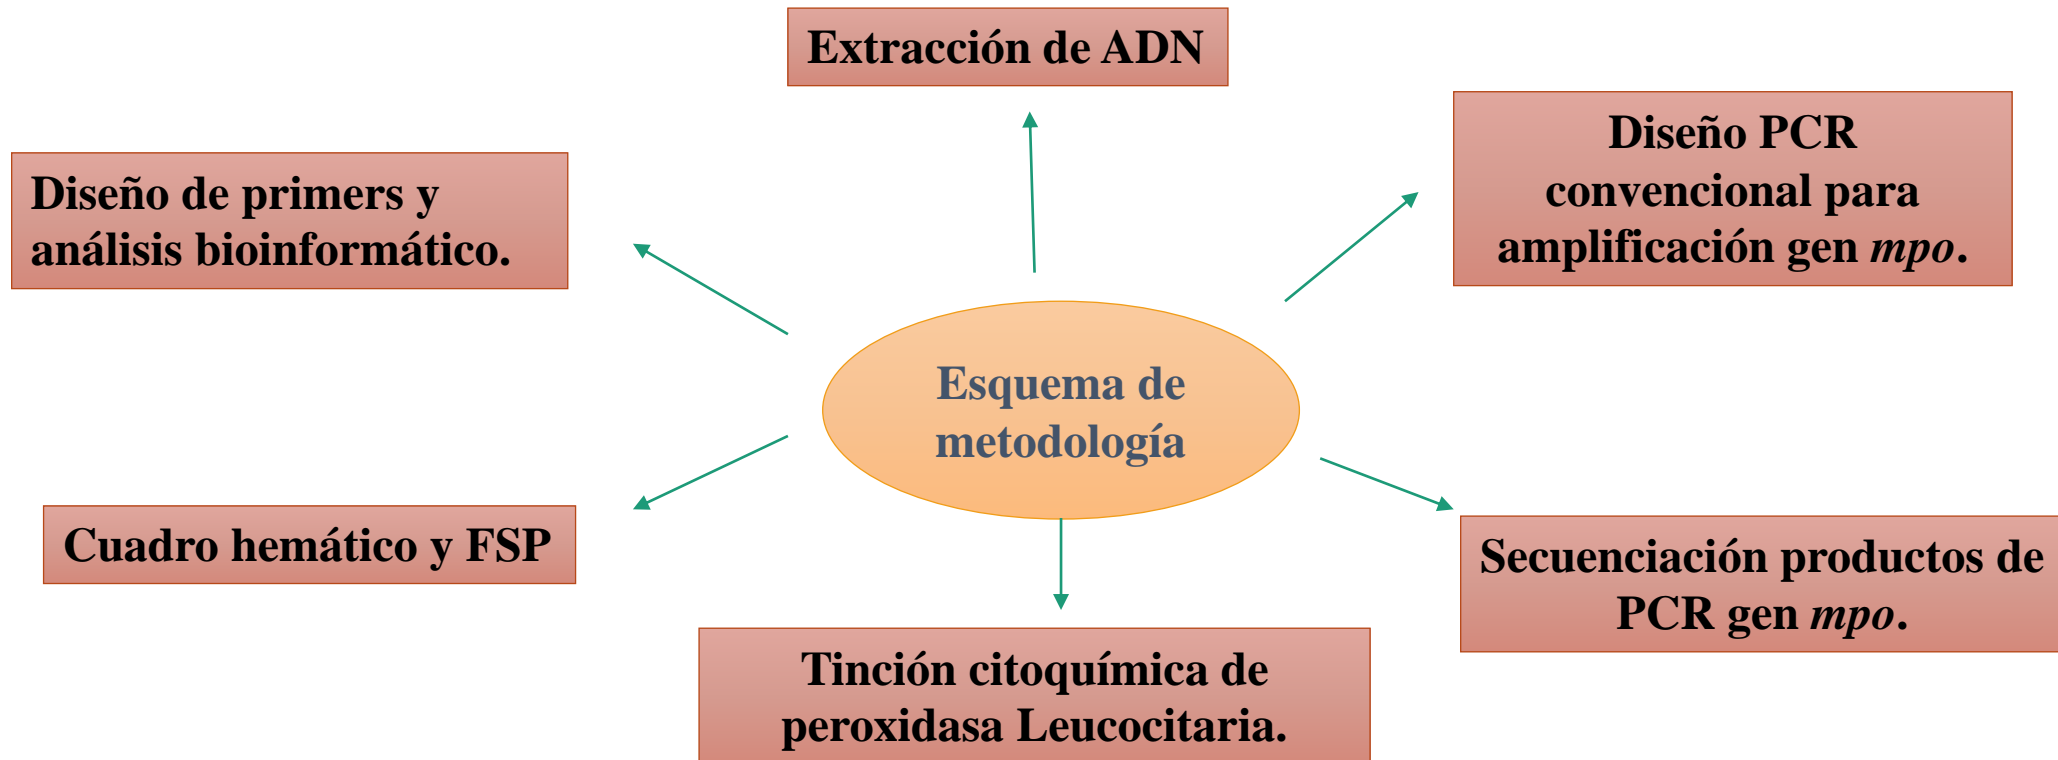 Extracción de ADN
Diseño PCR
convencional para
amplificación gen mpo.
Diseño de primers y
análisis bioinformático.
Esquema de
metodología
Cuadro hemático y FSP
Secuenciación productos de
PCR gen mpo.
Tinción citoquímica de
peroxidasa Leucocitaria.